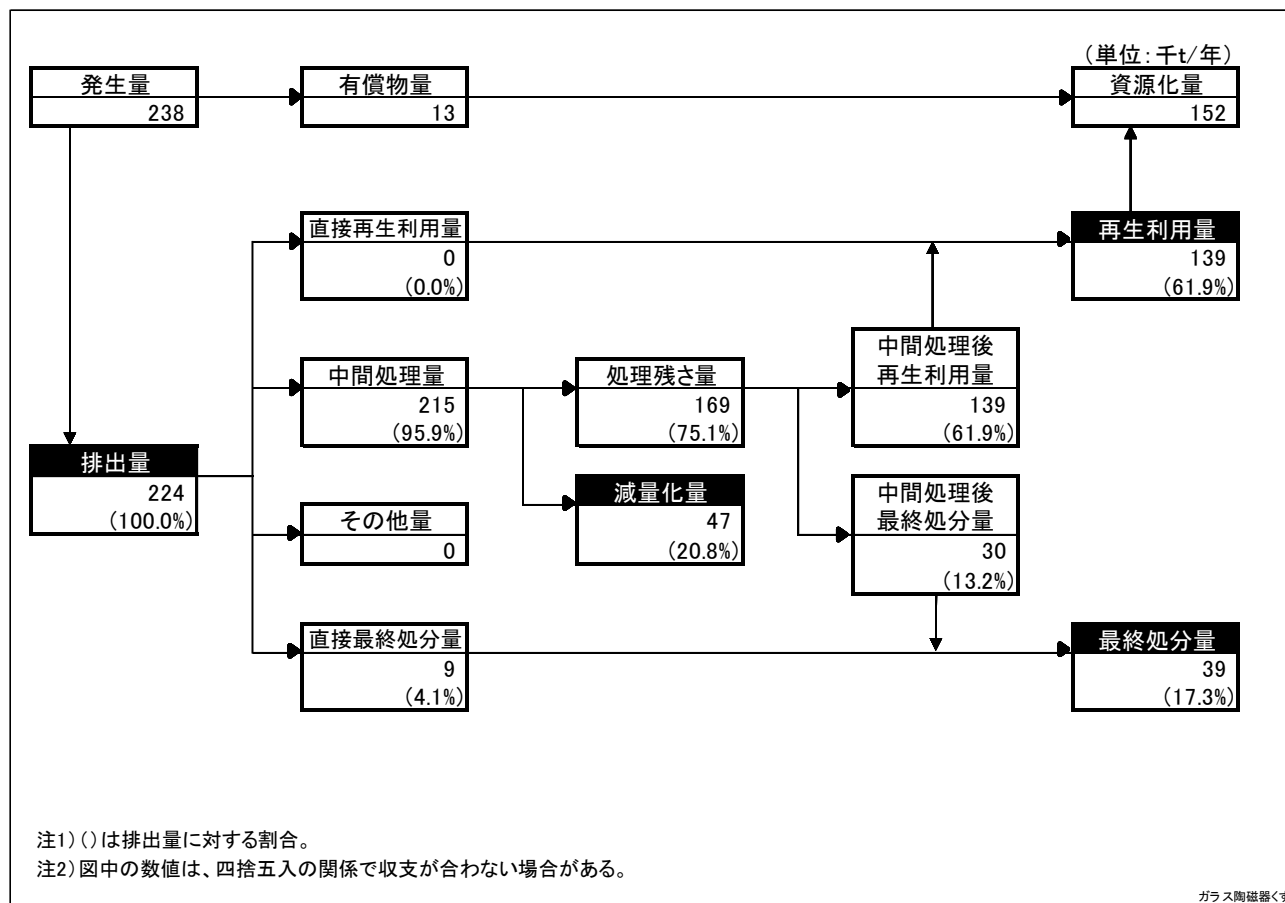 (単位:千t/年)
発生量
238
有償物量
13
資源化量
152
直接再生利用量
0
(0.0%)
再生利用量
139
(61.9%)
中間処理量
215
(95.9%)
処理残さ量
169
(75.1%)
中間処理後
再生利用量
139
(61.9%)
排出量
224
(100.0%)
その他量
0
減量化量
47
(20.8%)
中間処理後
最終処分量
30
(13.2%)
直接最終処分量
9
(4.1%)
最終処分量
39
(17.3%)
注1)()は排出量に対する割合。
注2)図中の数値は、四捨五入の関係で収支が合わない場合がある。
ガラス陶磁器くず